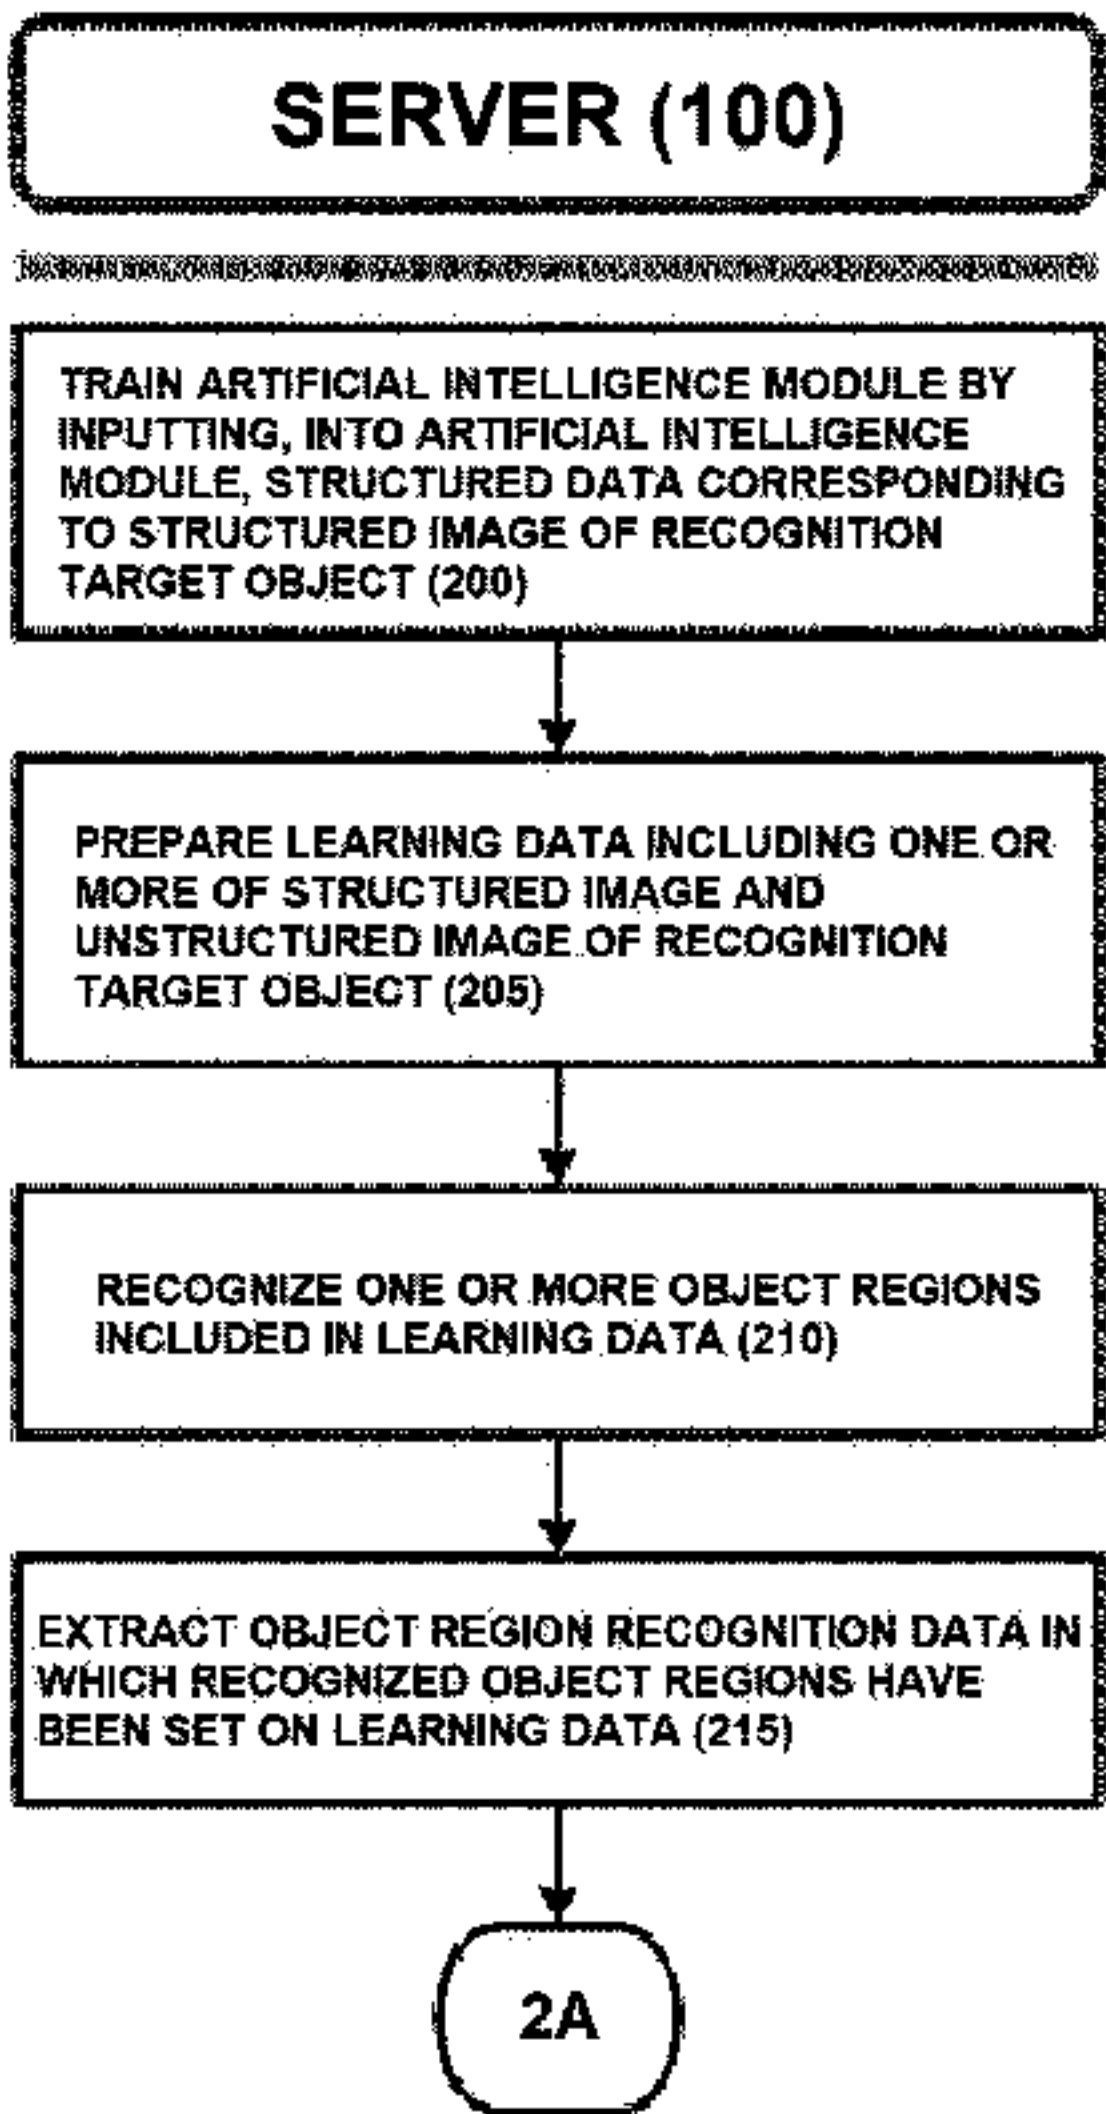 SERVER (100)
TRAIN ARTIFICIAL INTELLIGENCE MODULE BY
INPUTTING, INTO ARTIFICIAL INTELLIGENCE
MODULE, STRUCTURED DATA CORRESPONDING
TO STRUCTURED IMAGE OF RECOGNITION
TARGET OBJECT (200)
PREPARE LEARNING DATA INCLUDING ONE OR
MORE OF STRUCTURED IMAGE AND
UNSTRUCTURED IMAGE OF RECOGNITION
TARGET OBJECT (205)
RECOGNIZE ONE OR MORE OBJECT REGIONS
INCLUDED IN LEARNING DATA (210)
EXTRACT OBJECT REGION RECOGNITION DATA IN
WHICH RECOGNIZED OBJECT REGIONS HAVE
BEEN SET ON LEARNING DATA (215)
2A